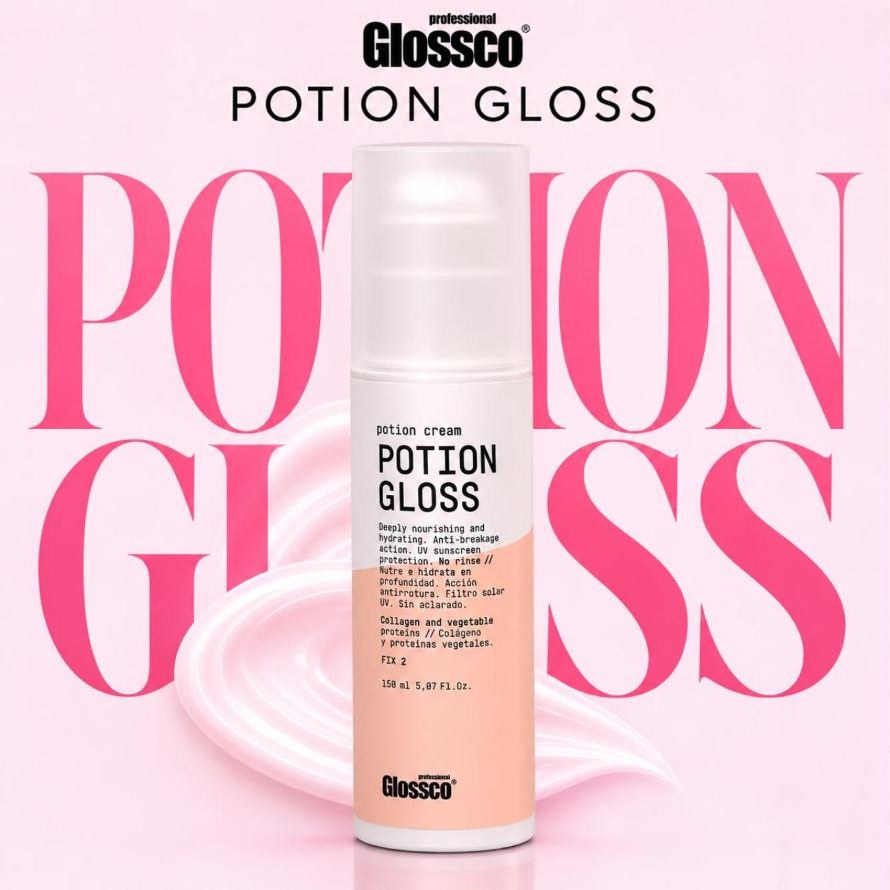 professional
Glossco®
POTION GLOSS
POTION
GLOSS
potion cream
POTION
GLOSS
Deeply nourishing and
hydrating. Anti-breakage
action. UV sunscreen
protection. No rinse //
Nutre e hidrata en
profundidad. Acción
antirrotura. Filtro solar
UV. Sin aclarado.
Collagen and vegetable
proteins // Colágeno
y proteínas vegetales.
FIX 2
150 ml 5,07 Fl.Oz.
professional
Glossco®